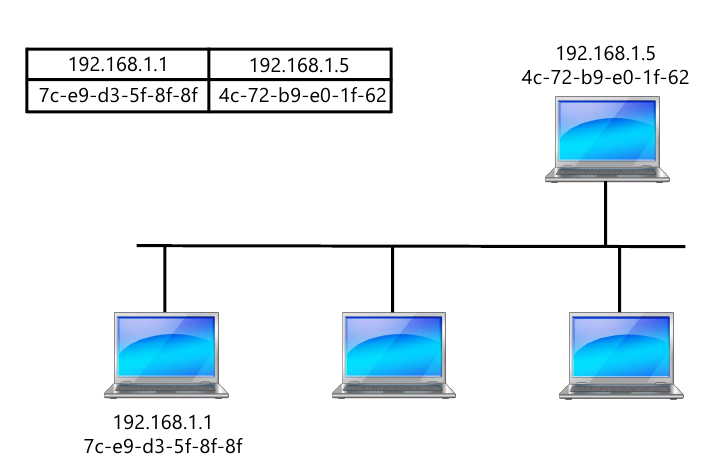 192.168.1.1 192.168.1.5
7c-e9-d3-5f-8f-8f 4c-72-b9-e0-1f-62
192.168.1.5
4c-72-b9-e0-1f-62
192.168.1.1
7c-e9-d3-5f-8f-8f